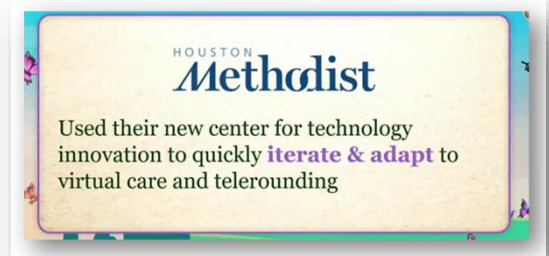 HOUSTON
Methodist
Used their new center for technology
innovation to quickly iterate & adapt to
virtual care and telerounding